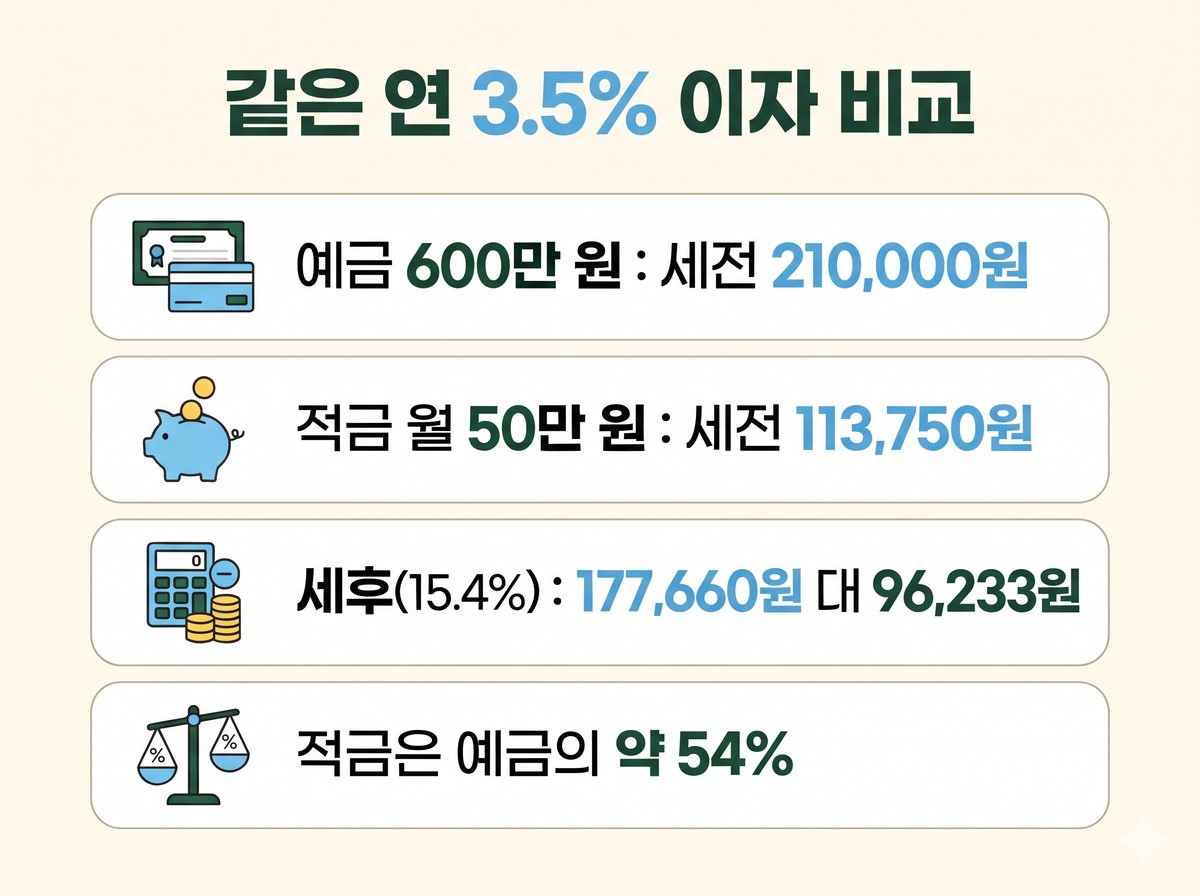 같은 연 3.5% 이자 비교
예금 600만 원 : 세전 210,000원
적금 월 50만 원 : 세전 113,750원
0
세후(15.4%) : 177,660원 대 96,233원
% %
적금은 예금의 약 54%